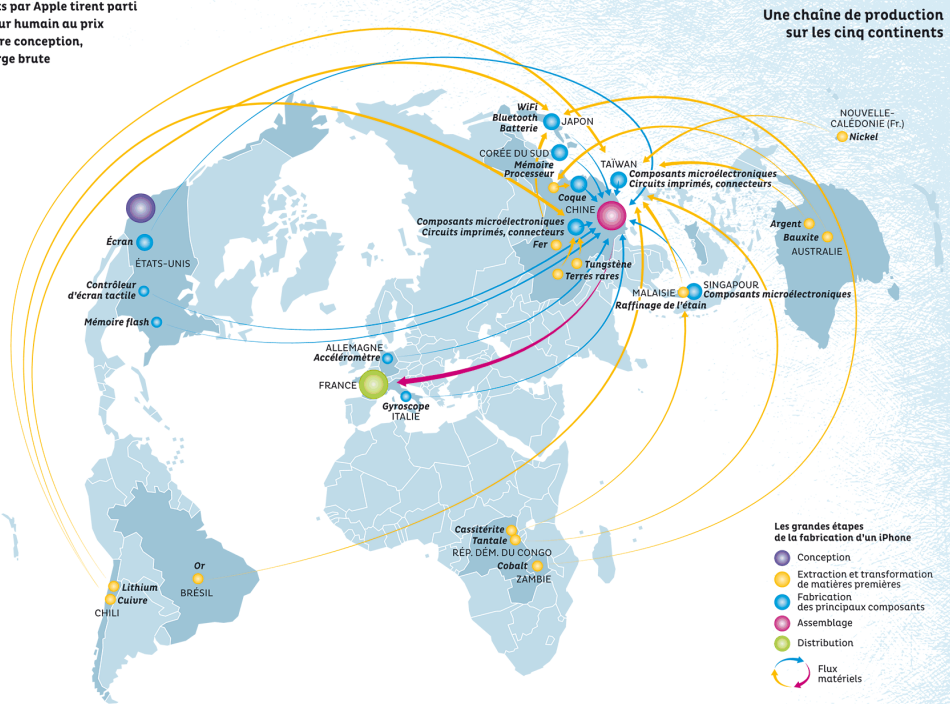 ts par Apple tirent parti
ur humain au prix
re conception,
rge brute
Une chaîne de production
sur les cinq continents
WiFi
Bluetooth
Batterie
JAPON
NOUVELLE-
CALÉDONIE (Fr.)
Nickel
CORÉE DU SUD
Mémoire
Processeur
TAÏWAN
Composants microélectroniques
Circuits imprimés, connecteurs
Coque
CHINE
Composants microélectroniques
Circuits imprimés, connecteurs
Fer
Tungstène
Terres rares
Argent
Bauxite
AUSTRALIE
Écran
ÉTATS-UNIS
Contrôleur
d'écran tactile
Mémoire flash
MALAISIE
Raffinage de l'étain
SINGAPOUR
Composants microélectroniques
ALLEMAGNE
Accéléromètre
FRANCE
Gyroscope
ITALIE
Cassitérite
Tantale
RÉP. DÉM. DU CONGO
Cobalt
ZAMBIE
Or
BRÉSIL
Lithium
Cuivre
CHILI
Les grandes étapes
de la fabrication d'un iPhone
Conception
Extraction et transformation
de matières premières
Fabrication
des principaux composants
Assemblage
Distribution
Flux
matériels